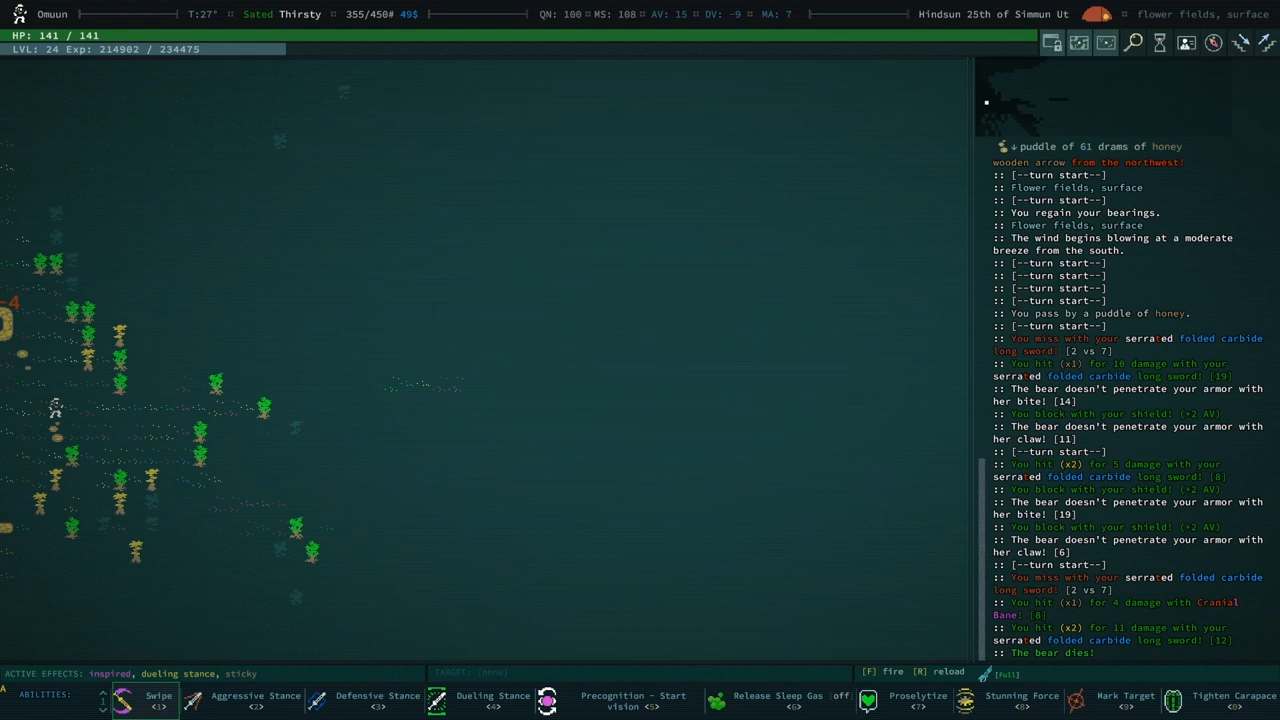 Omuun T:27° :: Sated Thirsty :: 355/450# 49$ QN: 100 :: MS: 108 :: AV: 15 :: DV: -9 :: MA: 7 Hindsun 25th of Simmun Ut :: flower fields, surface
HP: 141 / 141
LVL: 24 Exp: 214902 / 234475
↓puddle of 61 drams of honey
wooden arrow from the northwest!
:: [--turn start--]
:: Flower fields, surface
:: [--turn start--]
:: You regain your bearings.
:: Flower fields, surface
:: The wind begins blowing at a moderate
breeze from the south.
:: [--turn start--]
:: [--turn start--]
:: [--turn start--]
:: [--turn start--]
:: You pass by a puddle of honey.
:: [--turn start--]
:: You miss with your serrated folded carbide
long sword! [2 vs 7]
:: You hit (x1) for 10 damage with your
serrated folded carbide long sword! [19]
:: The bear doesn't penetrate your armor with
her bite! [14]
:: You block with your shield! (+2 AV)
:: The bear doesn't penetrate your armor with
her claw! [11]
:: [--turn start--]
:: You hit (x2) for 5 damage with your
serrated folded carbide long sword! [8]
:: You block with your shield! (+2 AV)
:: The bear doesn't penetrate your armor with
her bite! [19]
:: You block with your shield! (+2 AV)
:: The bear doesn't penetrate your armor with
her claw! [6]
:: [--turn start--]
:: You miss with your serrated folded carbide
long sword! [2 vs 7]
:: You hit (x1) for 4 damage with Cranial
Bane! [8]
:: You hit (x2) for 11 damage with your
serrated folded carbide long sword! [12]
:: The bear dies!
-4
ACTIVE EFFECTS: inspired, dueling stance, sticky
TARGET: [none]
[F] fire [R] reload
[Full]
A ABILITIES: 1
Swipe <1>
Aggressive Stance <2>
Defensive Stance <3>
Dueling Stance <4>
Precognition - Start vision <5>
Release Sleep Gas off <6>
Proselytize <7>
Stunning Force <8>
Mark Target <9>
Tighten Carapace <0>